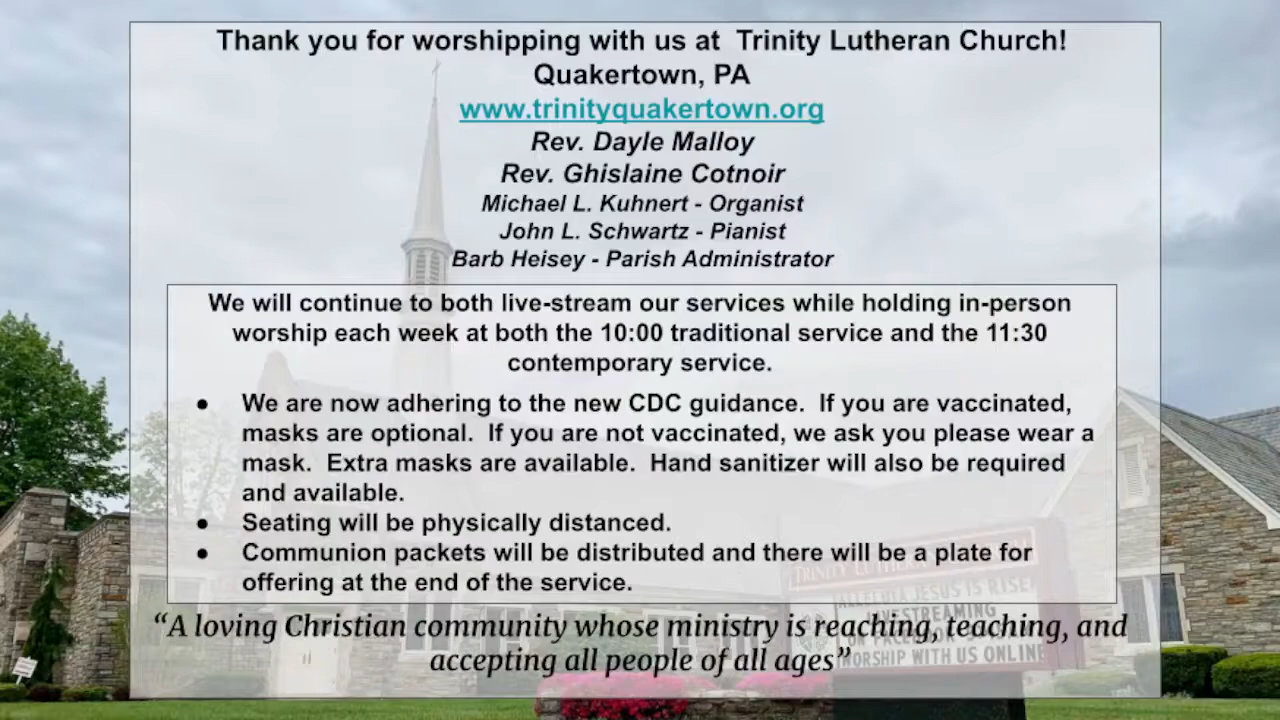 Thank you for worshipping with us at Trinity Lutheran Church!
Quakertown, PA
www.trinityquakertown.org
Rev. Dayle Malloy
Rev. Ghislaine Cotnoir
Michael L. Kuhnert - Organist
John L. Schwartz - Pianist
Barb Heisey - Parish Administrator
We will continue to both live-stream our services while holding in-person
worship each week at both the 10:00 traditional service and the 11:30
contemporary service.
● We are now adhering to the new CDC guidance. If you are vaccinated,
masks are optional. If you are not vaccinated, we ask you please wear a
mask. Extra masks are available. Hand sanitizer will also be required
and available.
● Seating will be physically distanced.
● Communion packets will be distributed and there will be a plate for
offering at the end of the service.
“A loving Christian community whose ministry is reaching, teaching, and
accepting all people of all ages”
TRINITY LUTHERAN
ALLELUIA JESUS IS RISEN
LIVESTREAMING
ON FACEBOOK
WORSHIP WITH US ONLINE